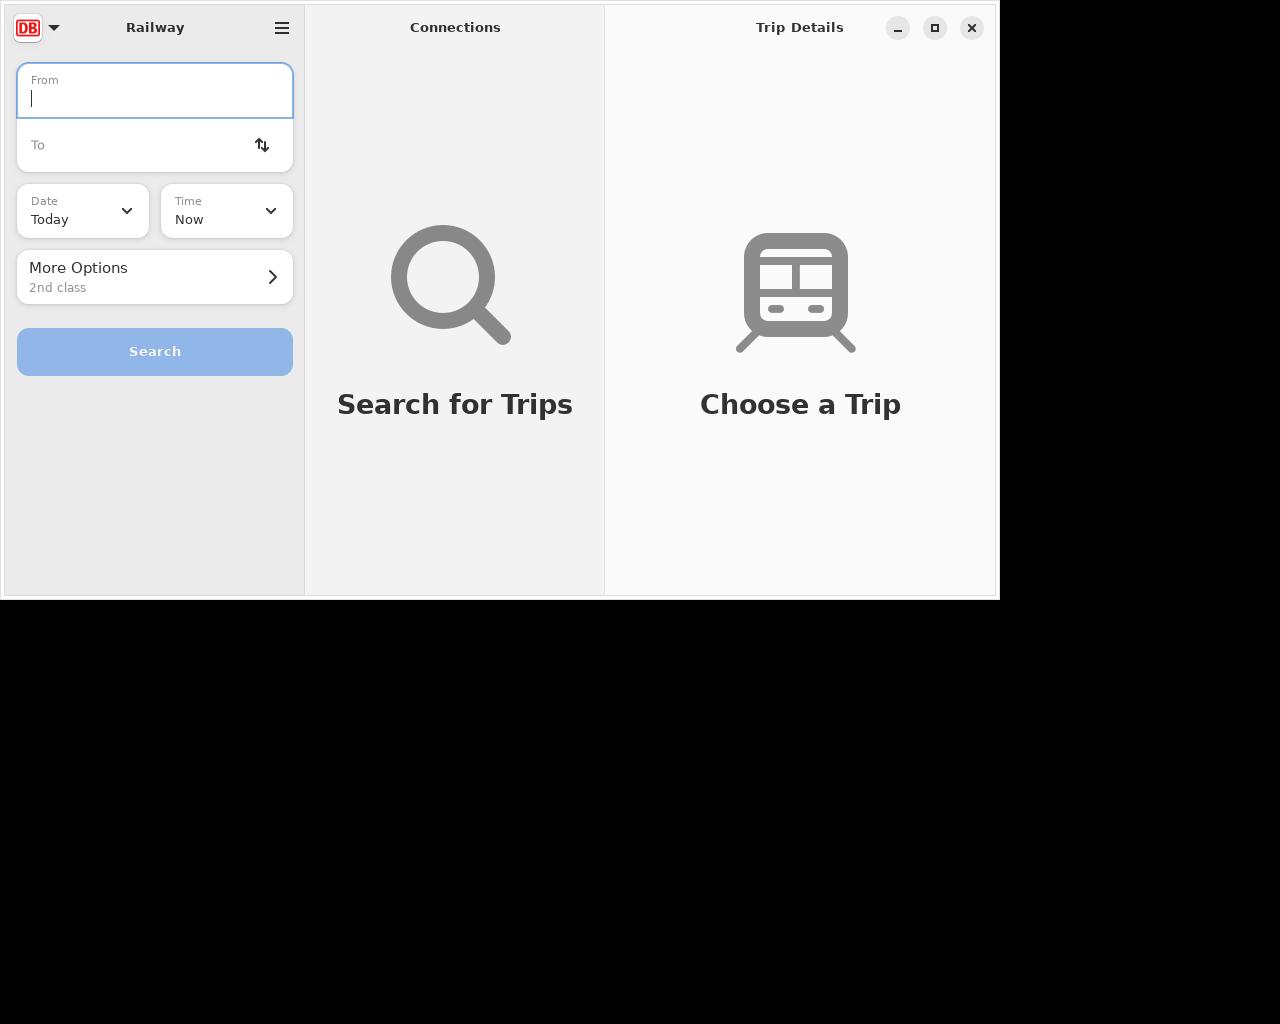 DB
Railway
Connections
Trip Details
From
To
Date
Today
Time
Now
More Options
2nd class
Search
Search for Trips
Choose a Trip